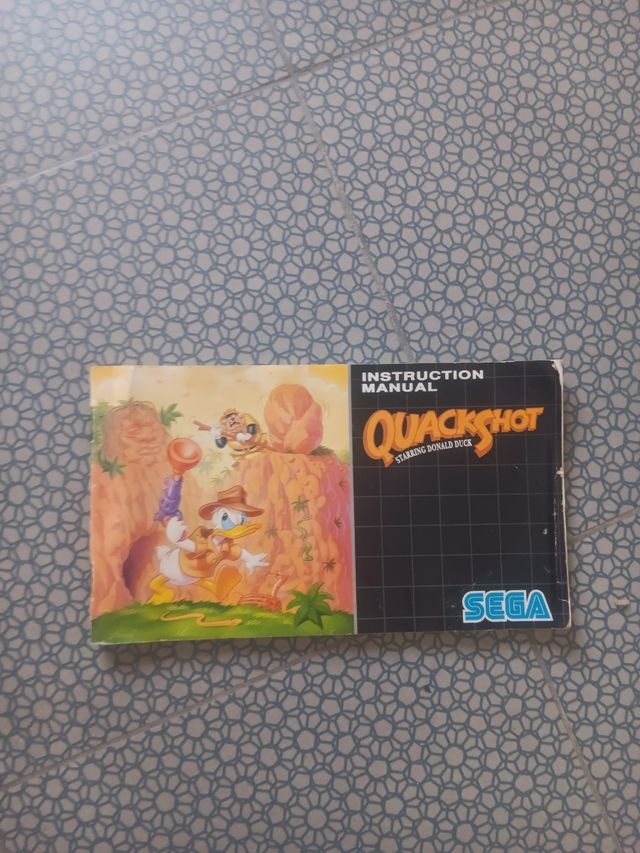 INSTRUCTION
MANUAL
QUACKSHOT
STARRING DONALD DUCK
SEGA